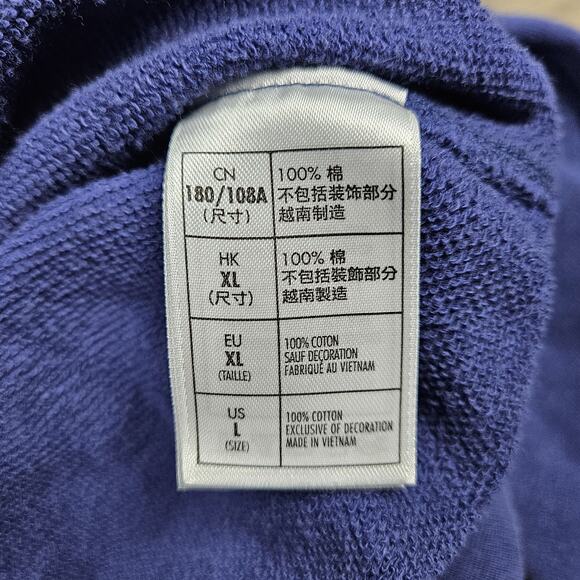 CN
180/108A
(尺寸)
100% 棉
不包括装饰部分
越南制造
HK
XL
(尺寸)
100% 棉
不包括裝飾部分
越南製造
EU
XL
(TAILLE)
100% COTON
SAUF DÉCORATION
FABRIQUÉ AU VIETNAM
US
L
(SIZE)
100% COTTON
EXCLUSIVE OF DECORATION
MADE IN VIETNAM